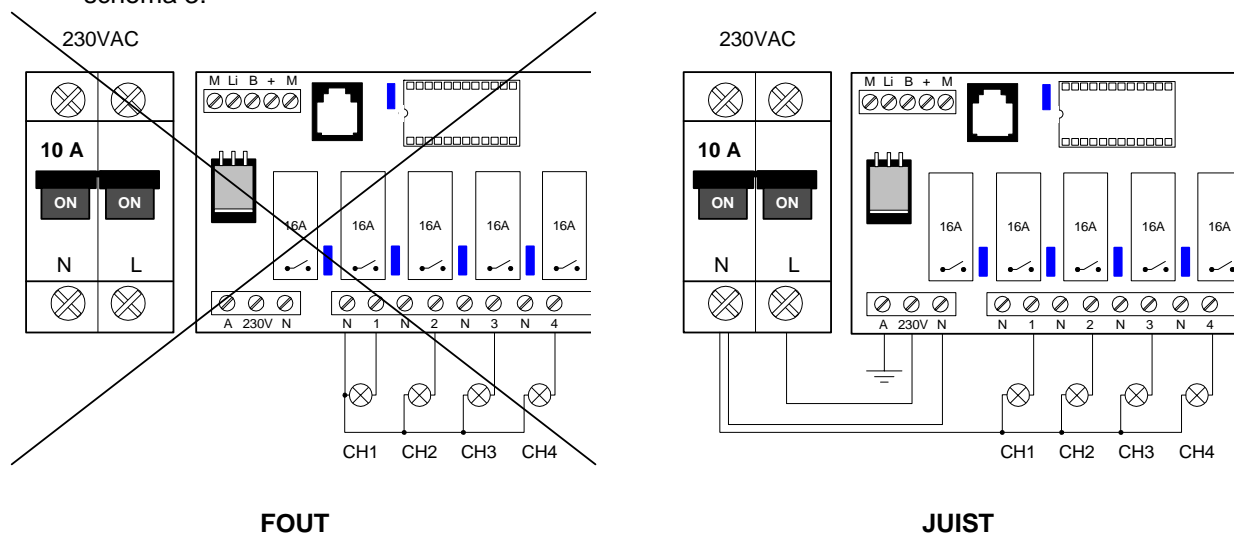 schema
230VAC
M Li B + M
10 A
ON ON
16A 16A 16A 16A 16A
N L
A 230V N
N 1 N 2 N 3 N 4
CH1 CH2 CH3 CH4
FOUT
230VAC
M Li B + M
10 A
ON ON
16A 16A 16A 16A 16A
N L
A 230V N
N 1 N 2 N 3 N 4
CH1 CH2 CH3 CH4
JUIST